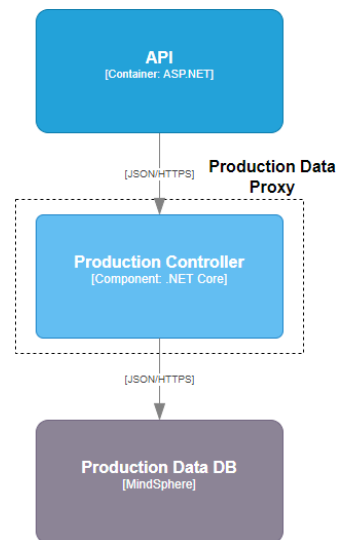 API
[Container: ASP.NET]
[JSON/HTTPS]
Production Data
Proxy
Production Controller
[Component: .NET Core]
[JSON/HTTPS]
Production Data DB
[MindSphere]